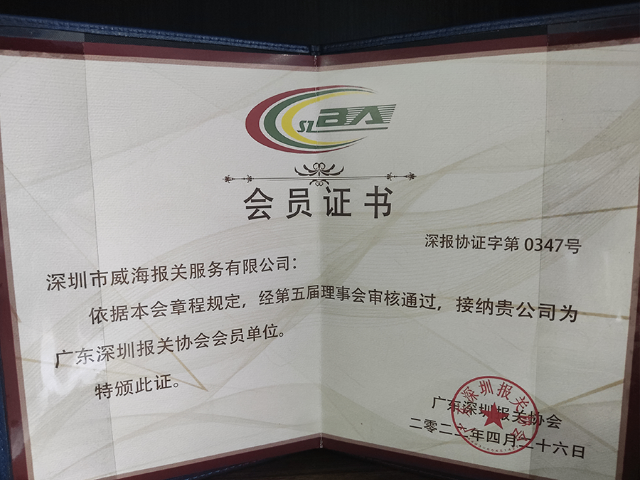 SZBA
会员证书
深报协证字第 0347号
深圳市威海报关服务有限公司：
依据本会章程规定，经第五届理事会审核通过，接纳贵公司为
广东深圳报关协会会员单位。
特颁此证。
广东深圳报关协会
二〇二二年四月二十六日